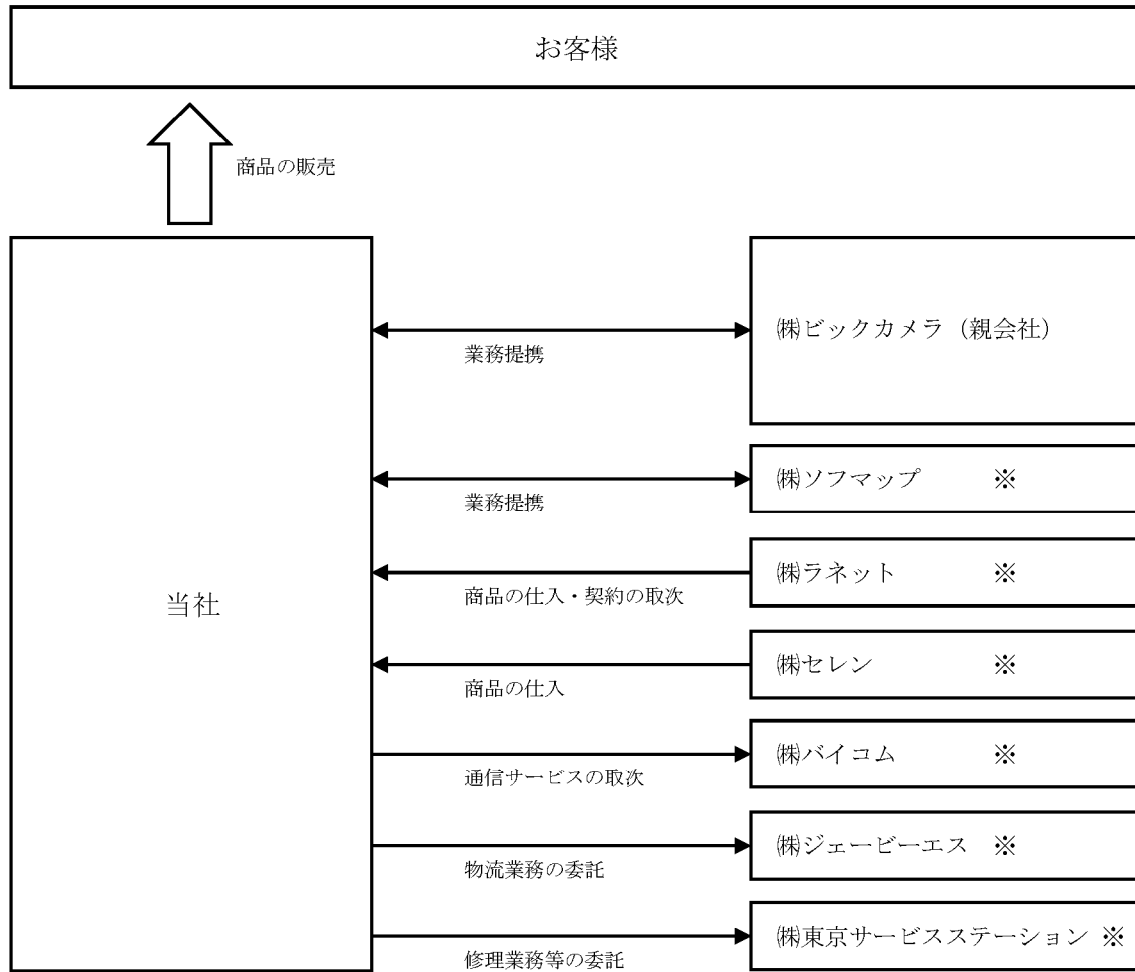 お客様
商品の販売
当社
㈱ビックカメラ（親会社）
業務提携
㈱ソフマップ ※
業務提携
㈱ラネット ※
商品の仕入・契約の取次
㈱セレン ※
商品の仕入
㈱バイコム ※
通信サービスの取次
㈱ジェービーエス ※
物流業務の委託
㈱東京サービスステーション ※
修理業務等の委託